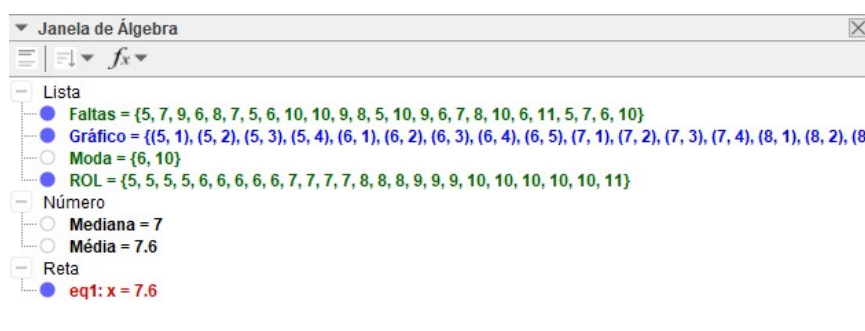 Janela de Álgebra
fx
Lista
Faltas = {5, 7, 9, 6, 8, 7, 5, 6, 10, 10, 9, 8, 5, 10, 9, 6, 7, 8, 10, 6, 11, 5, 7, 6, 10}
Gráfico = {(5, 1), (5, 2), (5, 3), (5, 4), (6, 1), (6, 2), (6, 3), (6, 4), (6, 5), (7, 1), (7, 2), (7, 3), (7, 4), (8, 1), (8, 2), (8
Moda = {6, 10}
ROL = {5, 5, 5, 5, 6, 6, 6, 6, 6, 7, 7, 7, 7, 8, 8, 8, 9, 9, 9, 10, 10, 10, 10, 10, 11}
Número
Mediana = 7
Média = 7.6
Reta
eq1: x = 7.6